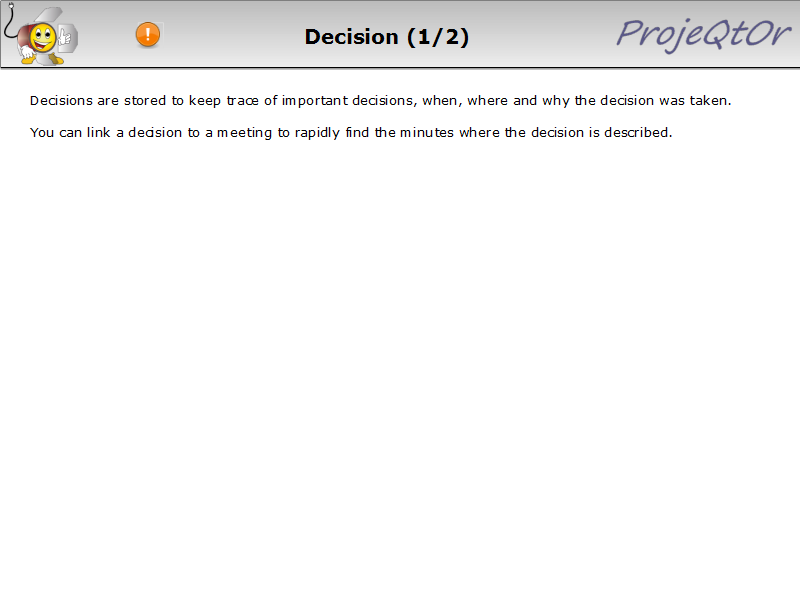 Decision (1/2)
ProjeQtOr
Decisions are stored to keep trace of important decisions, when, where and why the decision was taken.
You can link a decision to a meeting to rapidly find the minutes where the decision is described.